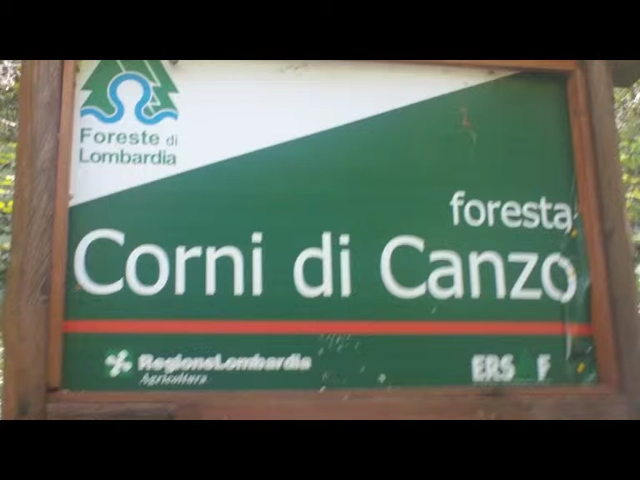 Foreste di
Lombardia
foresta
Corni di Canzo
RegioneLombardia
Agricoltura
ERSAF